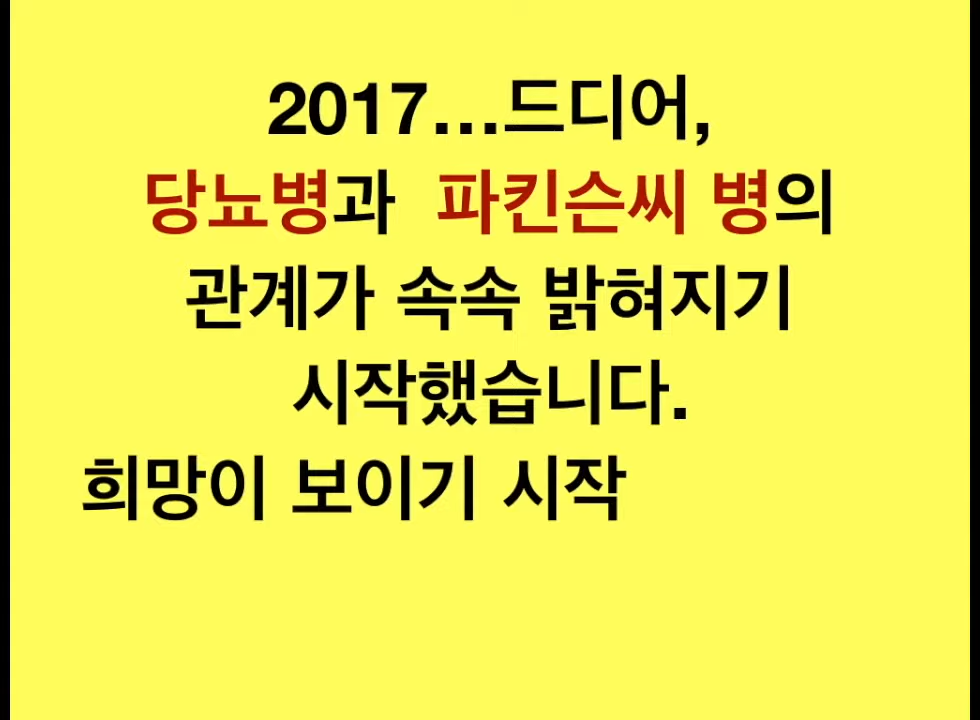 2017...드디어,
당뇨병과 파킨슨씨 병의
관계가 속속 밝혀지기
시작했습니다.
희망이 보이기 시작